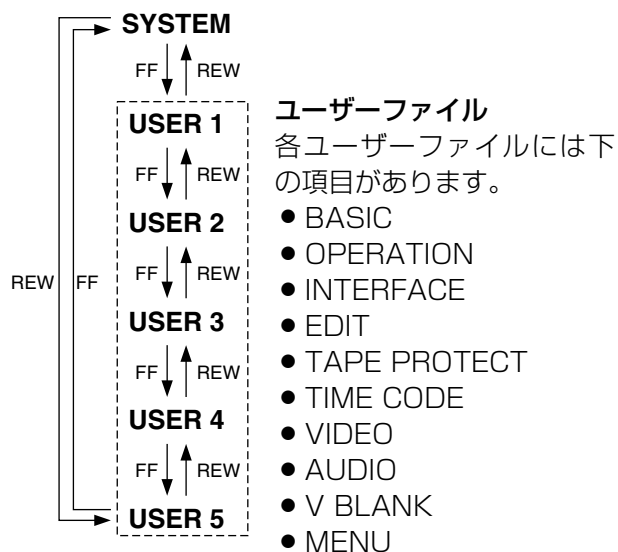 SYSTEM
FF REW
USER 1
FF REW
USER 2
FF REW
USER 3
FF REW
USER 4
FF REW
USER 5
REW FF
ユーザーファイル
各ユーザーファイルには下
の項目があります。
● BASIC
● OPERATION
● INTERFACE
● EDIT
● TAPE PROTECT
● TIME CODE
● VIDEO
● AUDIO
● V BLANK
● MENU